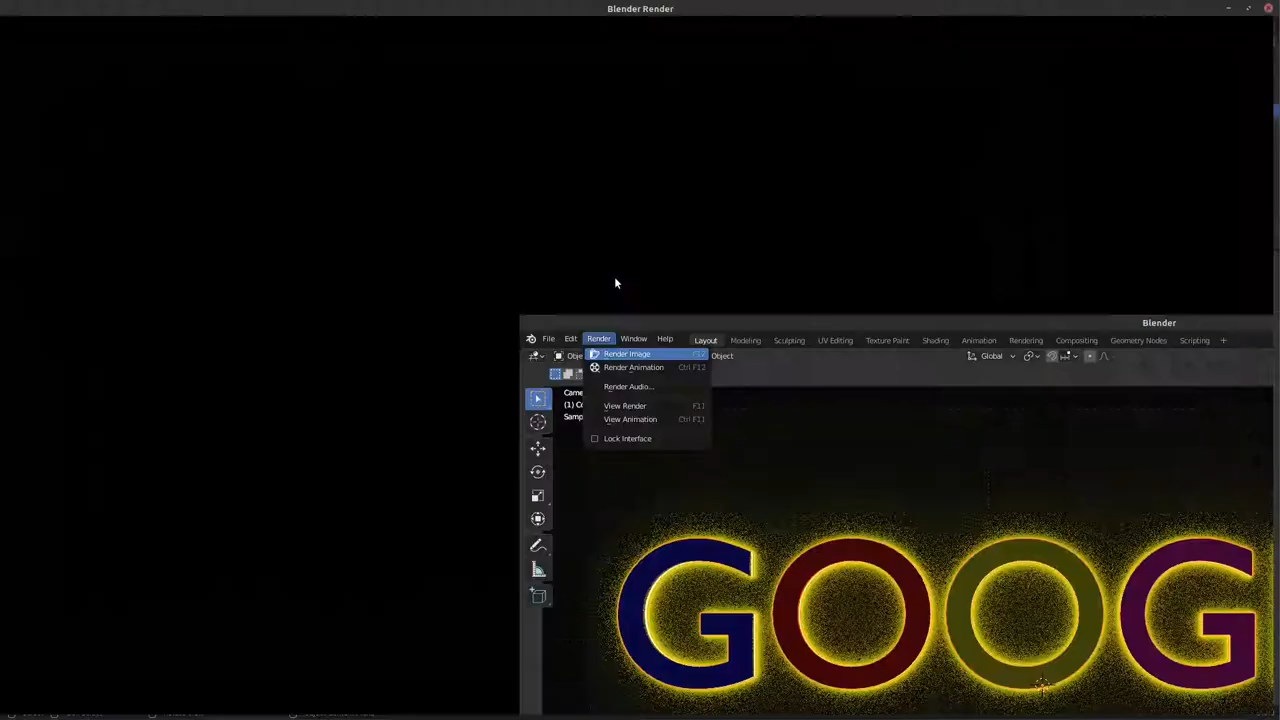 Blender Render
Blender
File Edit Render Window Help Layout Modeling Sculpting UV Editing Texture Paint Shading Animation Rendering Compositing Geometry Nodes Scripting +
Obje Object Global
Render Image F12
Render Animation Ctrl F12
Render Audio...
View Render F11
View Animation Ctrl F11
Lock Interface
Came
(1) Co
Samp
GOOG